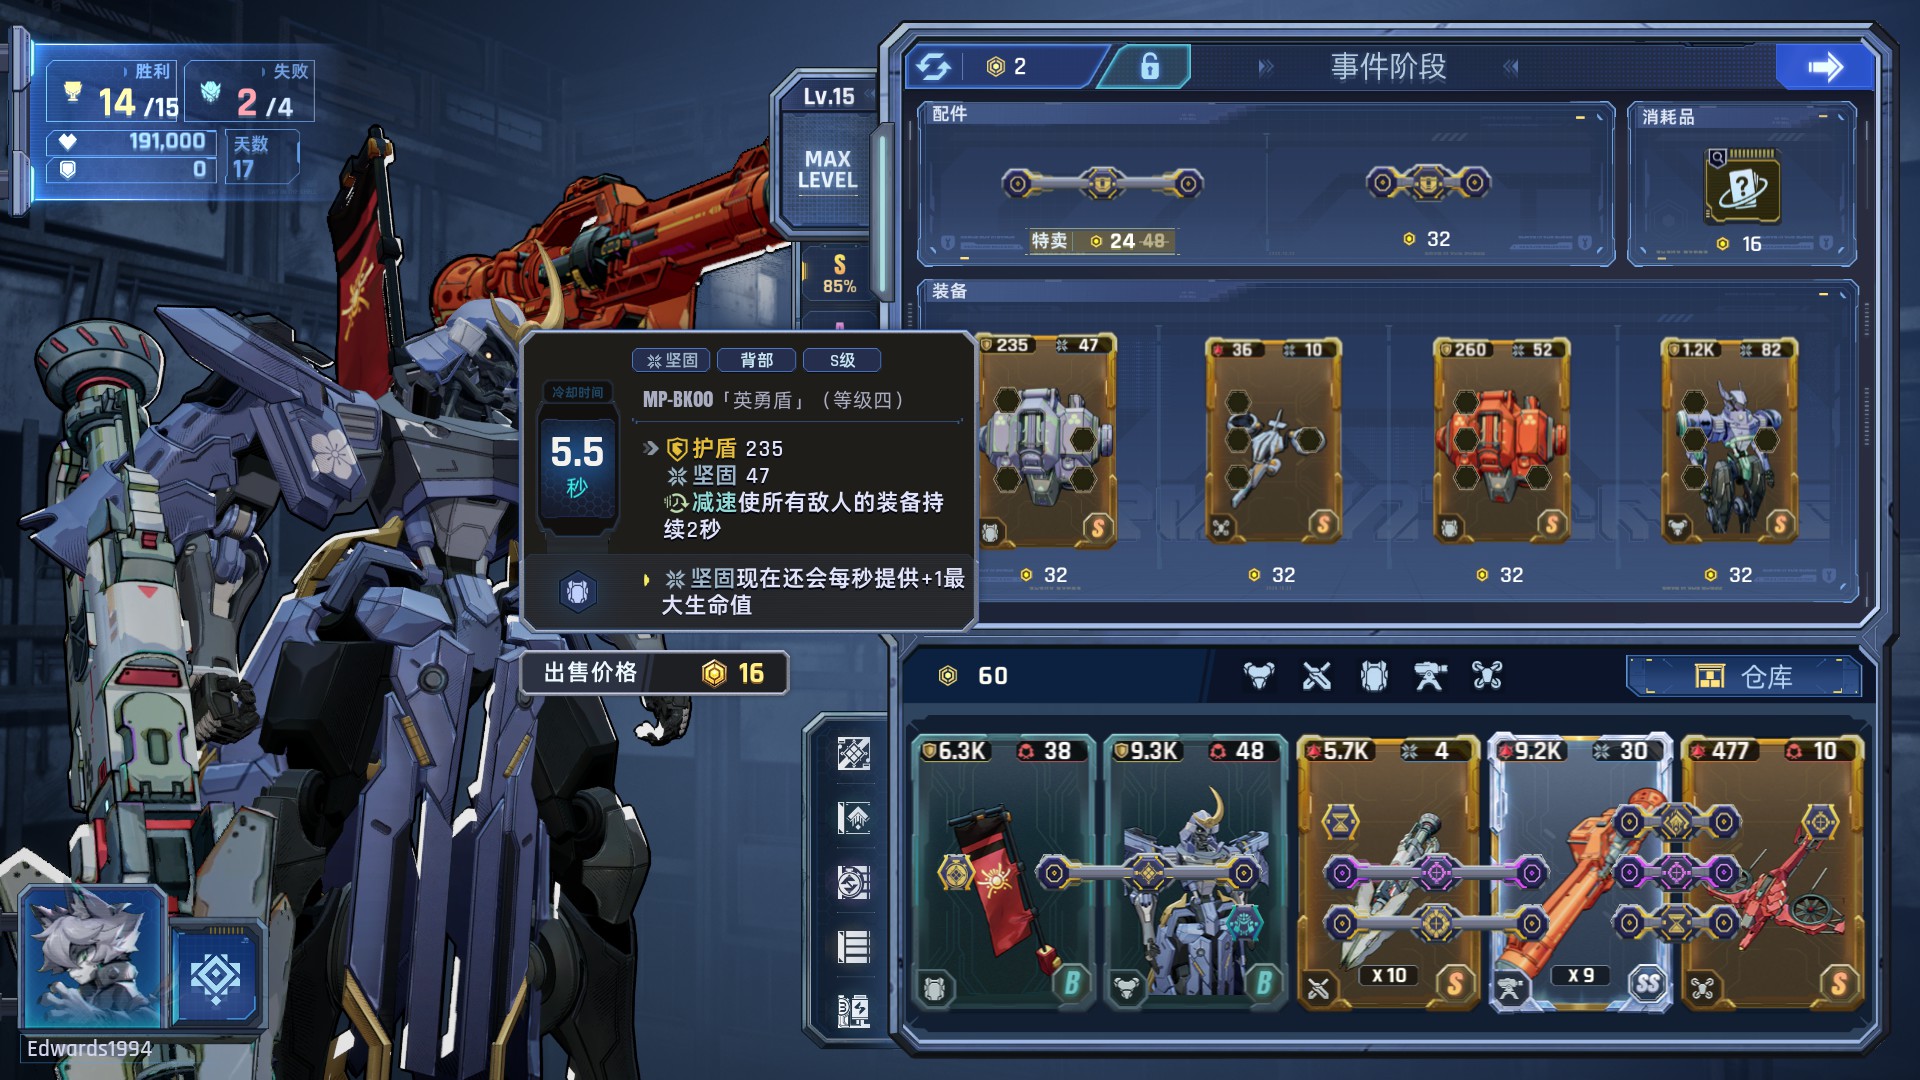 胜利
14/15
失败
2/4
191,000
0
天数
17
Lv.15
MAX
LEVEL
S
85%
2
事件阶段
配件
特卖 24 48
32
消耗品
16
装备
235 47
32
36 10
S
32
260 52
S
32
1.2K 82
S
32
S
坚固 背部 S级
冷却时间
5.5
秒
MP-BK00「英勇盾」(等级四)
护盾 235
坚固 47
减速使所有敌人的装备持
续2秒
坚固现在还会每秒提供+1最
大生命值
出售价格 16
60
仓库
6.3K 38
B
9.3K 48
B
5.7K 4
x10
S
9.2K 30
x9
SS
477 10
S
Edwards1994